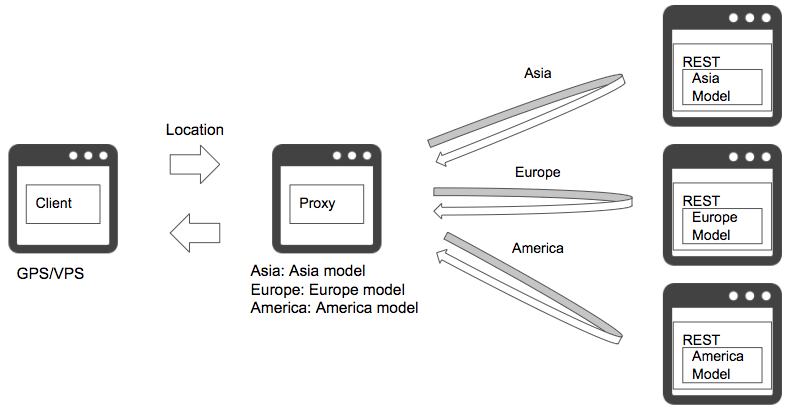 Location
Client
GPS/VPS
Proxy
Asia: Asia model
Europe: Europe model
America: America model
Asia
Europe
America
REST
Asia
Model
REST
Europe
Model
REST
America
Model